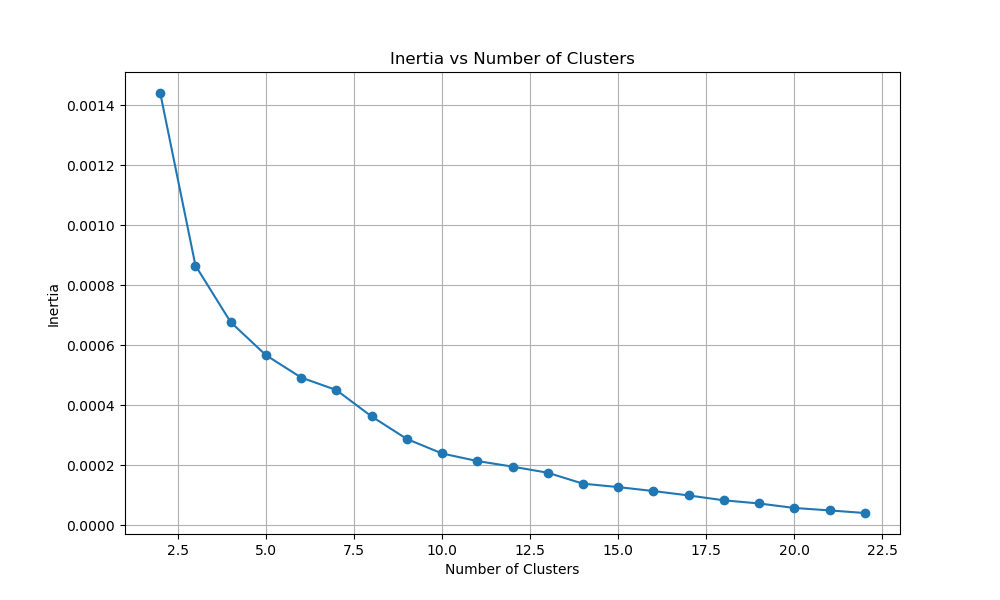 Inertia vs Number of Clusters
Inertia
0.0014
0.0012
0.0010
0.0008
0.0006
0.0004
0.0002
0.0000
2.5 5.0 7.5 10.0 12.5 15.0 17.5 20.0 22.5
Number of Clusters